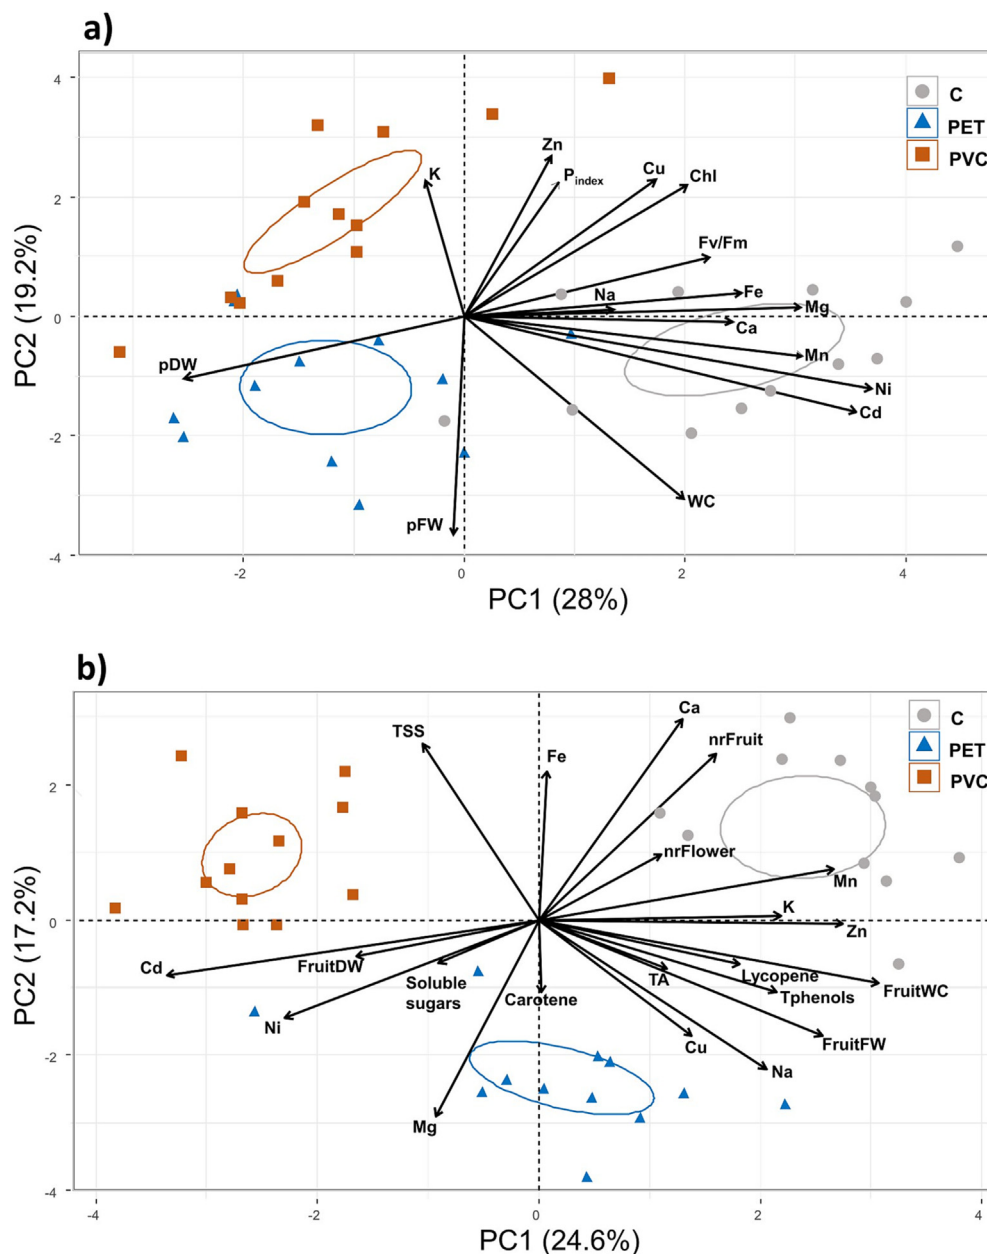 a)
C
PET
PVC
Zn
P index
Cu
Chl
K
Fv/Fm
Na
Fe
Mg
Ca
Mn
Ni
Cd
pDW
WC
pFW
4
2
0
-2
-4
-2
0
2
4
PC2 (19.2%)
PC1 (28%)
b)
C
PET
PVC
TSS
Ca
nrFruit
Fe
nrFlower
Mn
K
Zn
Cd
FruitDW
Soluble
sugars
Carotene
TA
Lycopene
Tphenols
FruitWC
Ni
Cu
FruitFW
Na
Mg
2
0
-2
-4
-4
-2
0
2
4
PC2 (17.2%)
PC1 (24.6%)